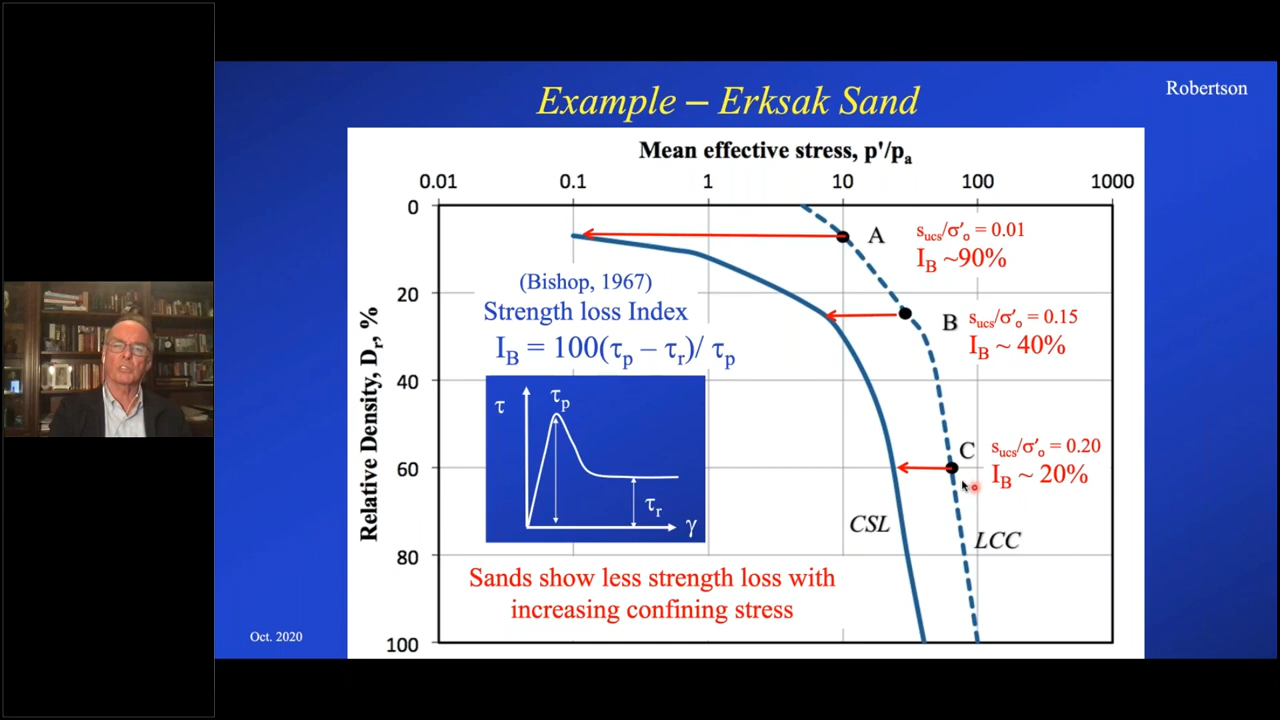 Robertson
Example – Erksak Sand
Mean effective stress, p'/pa
0.01 0.1 1 10 100 1000
0
20
40
60
80
100
Relative Density, Dr, %
A
sucs/σ'o = 0.01
IB ~90%
(Bishop, 1967)
Strength loss Index
IB = 100(τp – τr)/ τp
B
sucs/σ'o = 0.15
IB ~ 40%
τ
τp
τr
γ
C
sucs/σ'o = 0.20
IB ~ 20%
CSL
LCC
Sands show less strength loss with
increasing confining stress
Oct. 2020